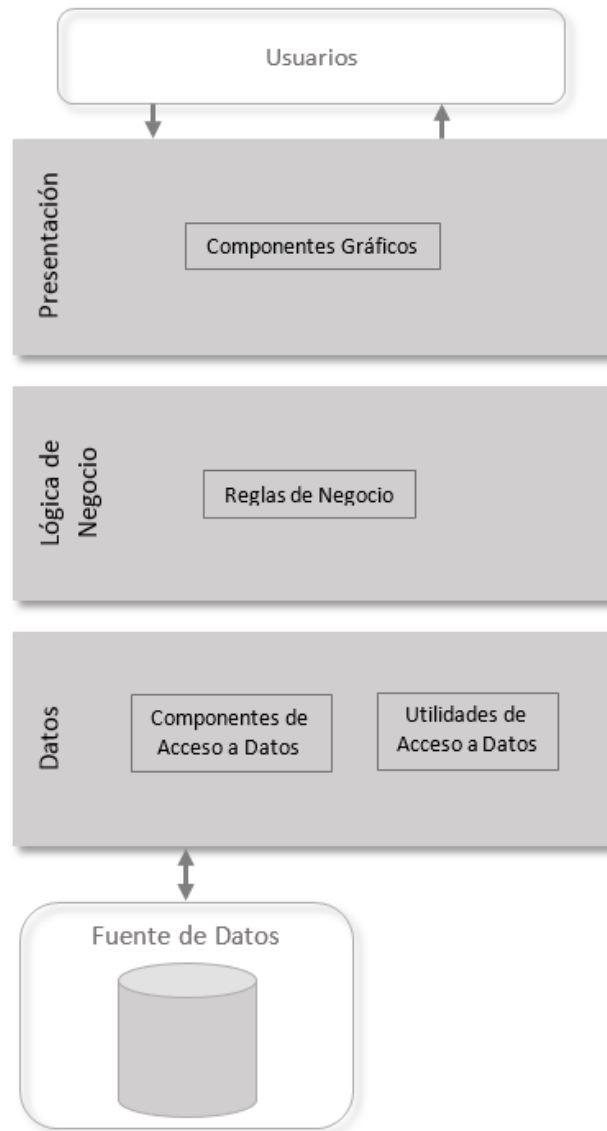 Usuarios
Presentación
Componentes Gráficos
Lógica de
Negocio
Reglas de Negocio
Datos
Componentes de
Acceso a Datos
Utilidades de
Acceso a Datos
Fuente de Datos